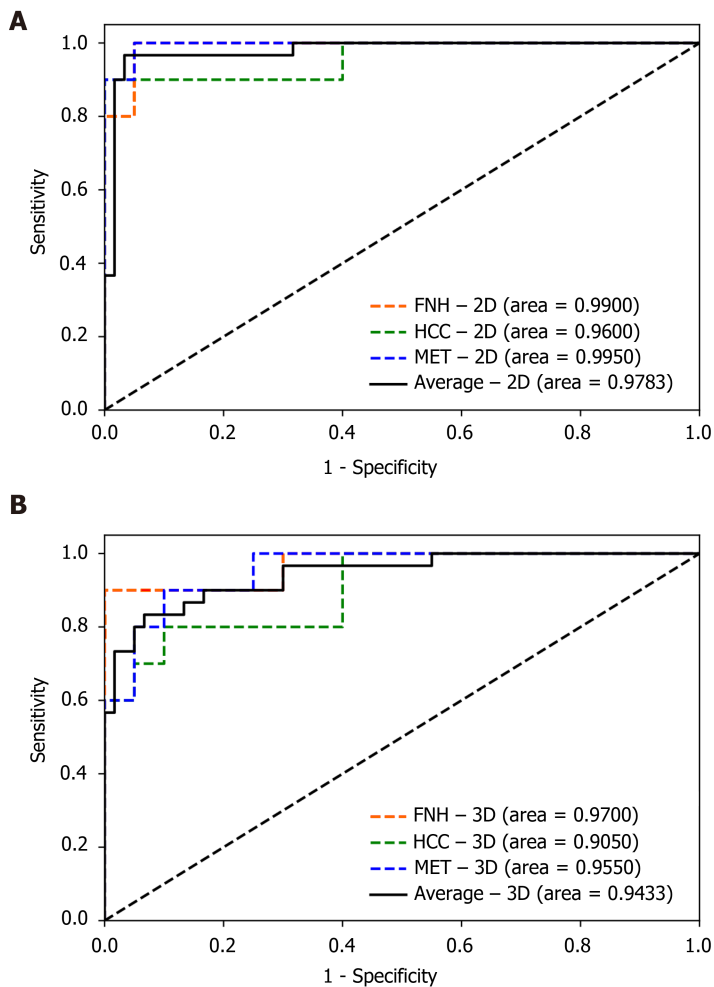 A
1.0
0.8
0.6
0.4
0.2
0.0
Sensitivity
FNH – 2D (area = 0.9900)
HCC – 2D (area = 0.9600)
MET – 2D (area = 0.9950)
Average – 2D (area = 0.9783)
0.0 0.2 0.4 0.6 0.8 1.0
1 - Specificity
B
1.0
0.8
0.6
0.4
0.2
0.0
Sensitivity
FNH – 3D (area = 0.9700)
HCC – 3D (area = 0.9050)
MET – 3D (area = 0.9550)
Average – 3D (area = 0.9433)
0.0 0.2 0.4 0.6 0.8 1.0
1 - Specificity